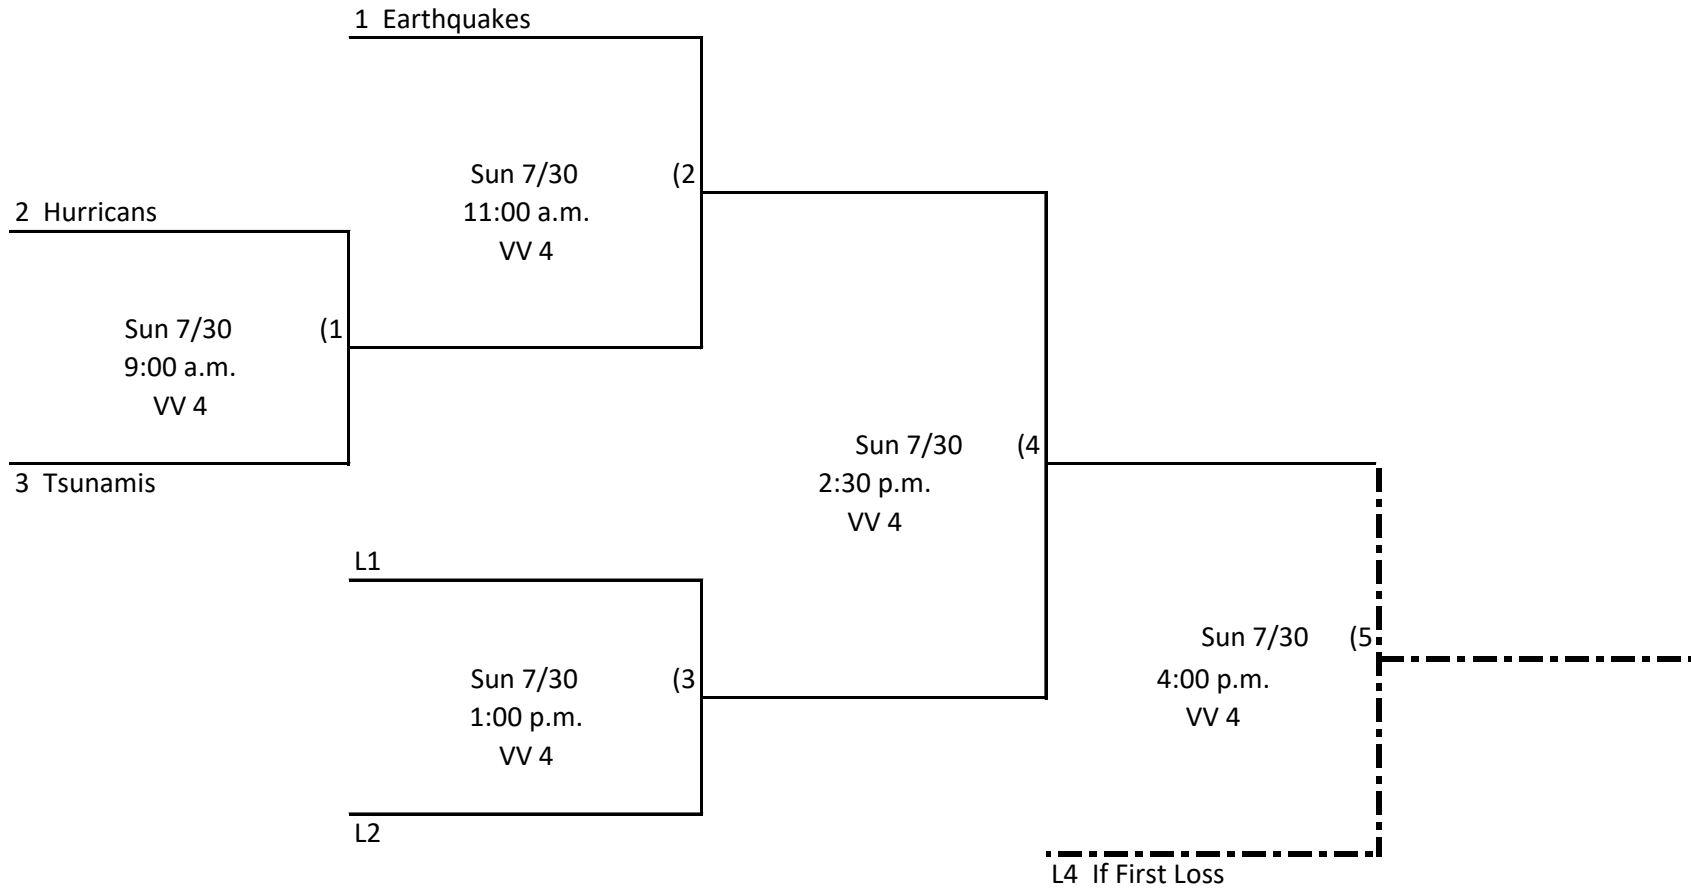 1 Earthquakes
Sun 7/30 (2
11:00 a.m.
VV 4
2 Hurricans
Sun 7/30 (1
9:00 a.m.
VV 4
3 Tsunamis
Sun 7/30 (4
2:30 p.m.
VV 4
L1
Sun 7/30 (3
1:00 p.m.
VV 4
L2
Sun 7/30 (5
4:00 p.m.
VV 4
L4 If First Loss